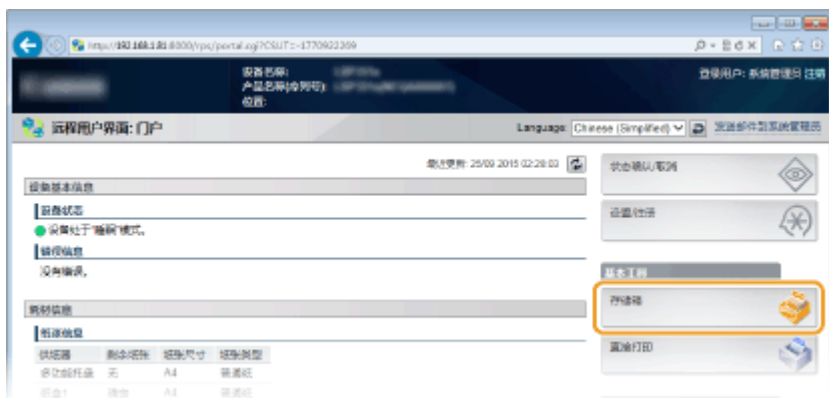 http://192.168.1.81:8000/rps/portal.cgi?CSUT=-1770922269
设备名称:
产品名称(序列号):
位置:
登录用户: 系统管理员 注销
远程用户界面: 门户
Language: Chinese (Simplified)
发送邮件到系统管理员
最近更新: 25/09 2015 02:28:03
设备基本信息
设备状态
设备处于"睡眠"模式。
错误信息
没有错误。
耗材信息
纸张信息
供纸器 剩余纸张 纸张尺寸 纸张类型
多功能托盘 无 A4 普通纸
纸盒1 A4 普通纸
状态确认/取消
设置/注册
基本工具
存储箱
直接打印